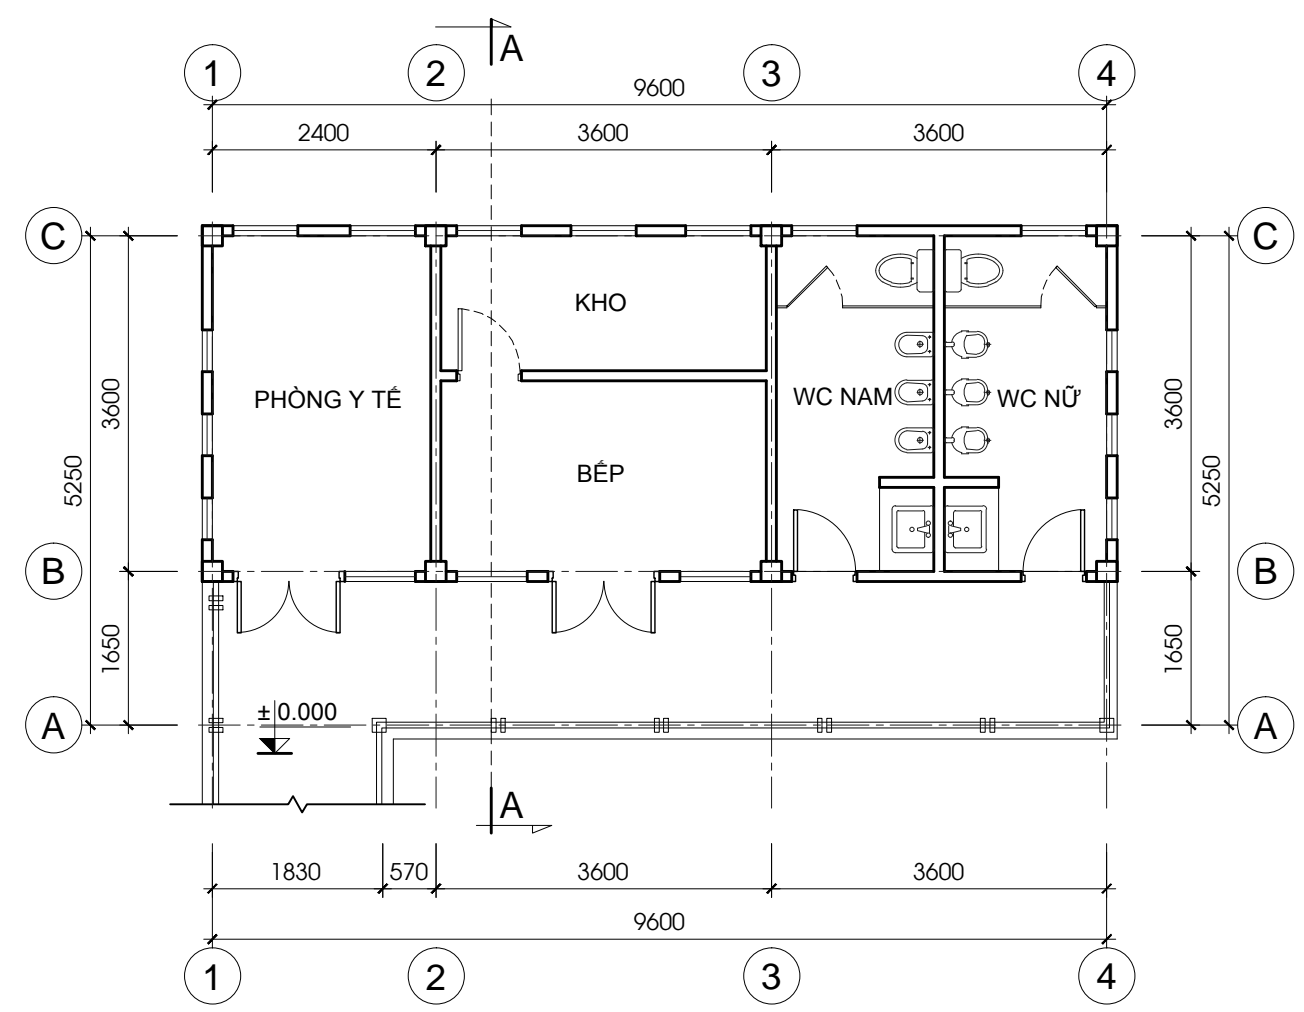 A
1 2 3 4
9600
2400 3600 3600
C C
KHO
PHÒNG Y TẾ WC NAM WC NỮ
3600 3600
5250 5250
BẾP
B B
1650 1650
±0.000
A A
A
1830 570 3600 3600
9600
1 2 3 4